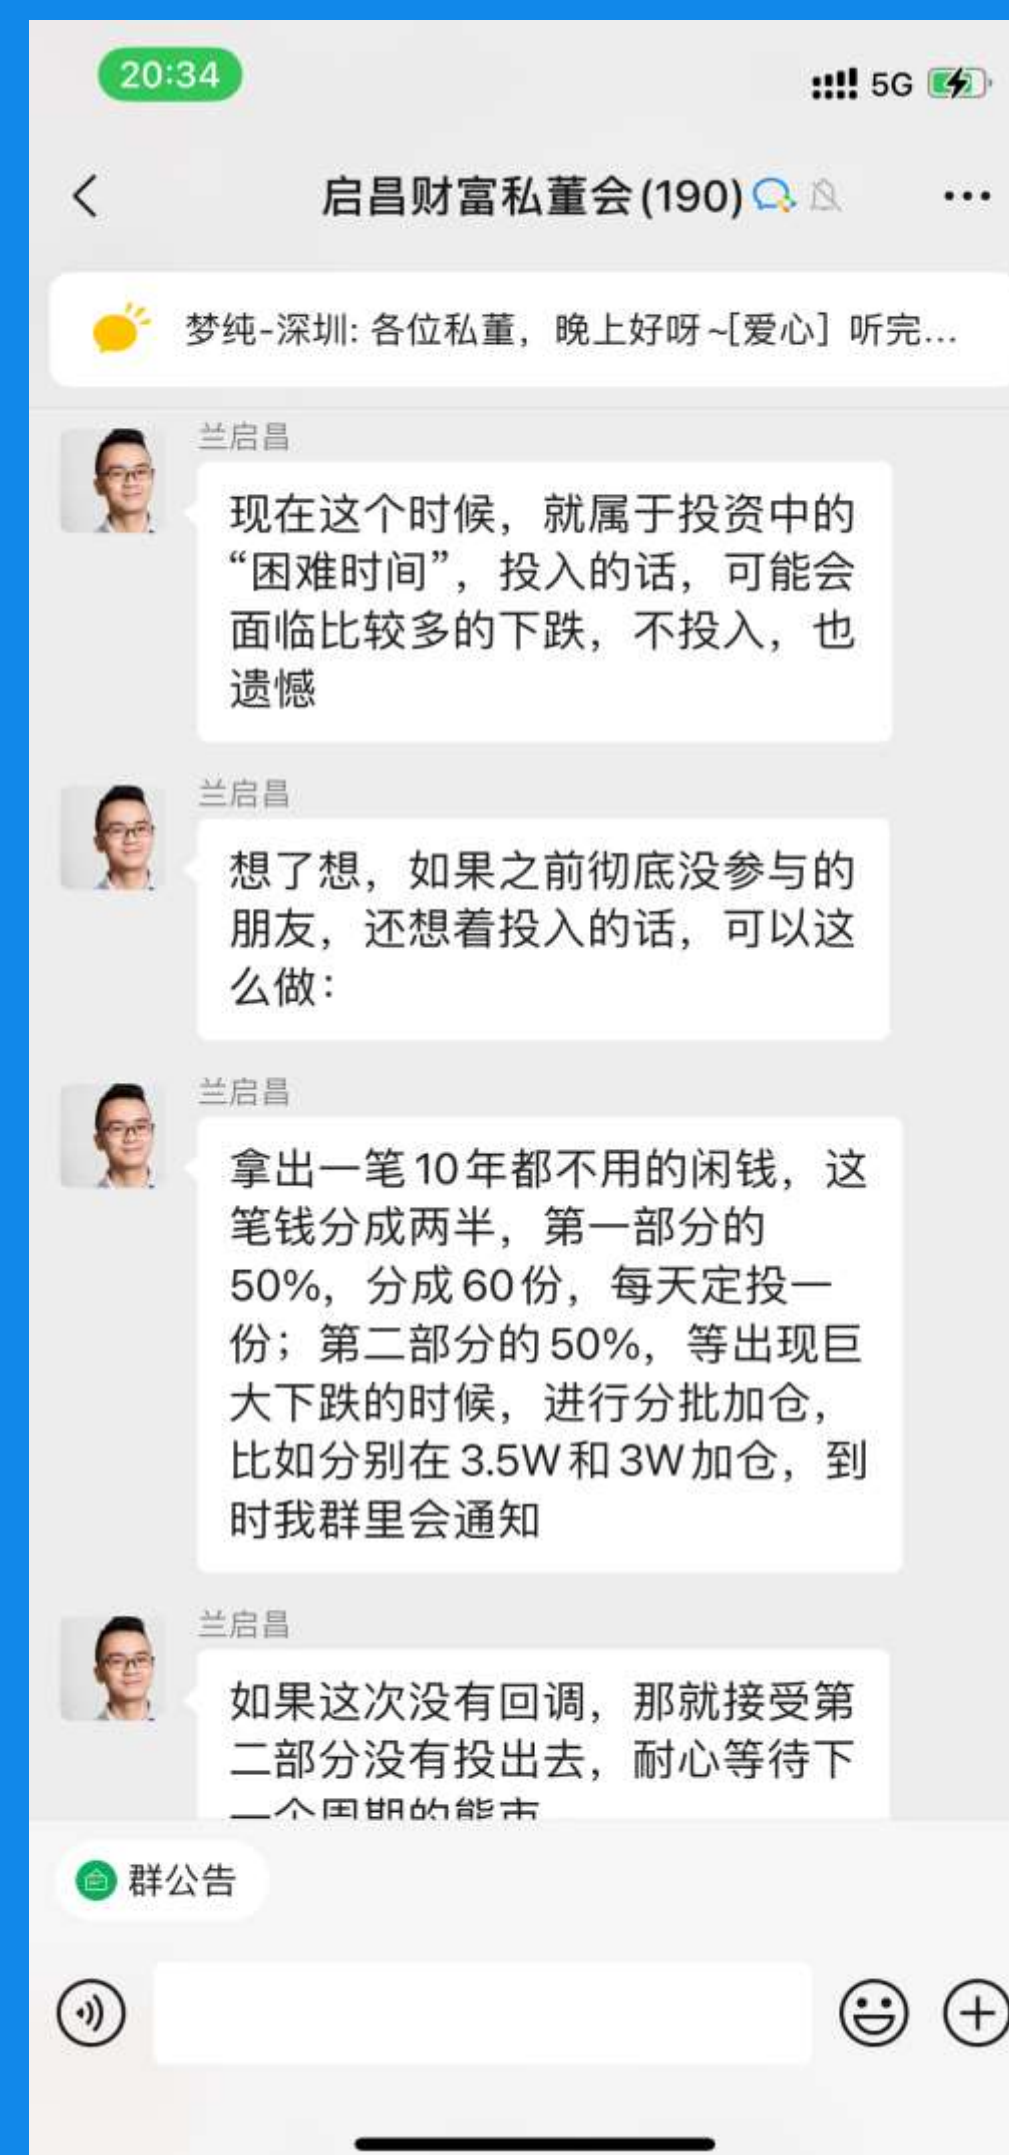 20:34
5G
启昌财富私董会(190)
梦纯-深圳: 各位私董，晚上好呀~[爱心] 听完...
兰启昌
现在这个时候，就属于投资中的
“困难时间”，投入的话，可能会
面临比较多的下跌，不投入，也
遗憾
兰启昌
想了想，如果之前彻底没参与的
朋友，还想着投入的话，可以这
么做：
兰启昌
拿出一笔10年都不用的闲钱，这
笔钱分成两半，第一部分的
50%，分成60份，每天定投一
份；第二部分的50%，等出现巨
大下跌的时候，进行分批加仓，
比如分别在3.5W和3W加仓，到
时我群里会通知
兰启昌
如果这次没有回调，那就接受第
二部分没有投出去，耐心等待下
一个周期的熊市
群公告